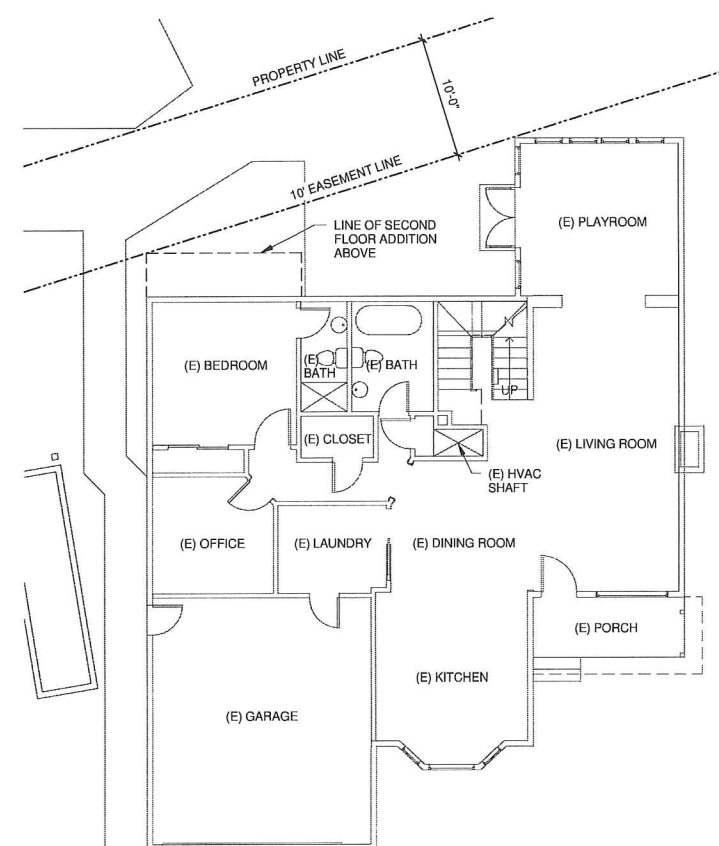 PROPERTY LINE
10'-0"
10' EASEMENT LINE
LINE OF SECOND
FLOOR ADDITION
ABOVE
(E) PLAYROOM
(E) BEDROOM
(E)
BATH
(E) BATH
UP
(E) CLOSET
(E) LIVING ROOM
(E) HVAC
SHAFT
(E) OFFICE
(E) LAUNDRY
(E) DINING ROOM
(E) PORCH
(E) KITCHEN
(E) GARAGE